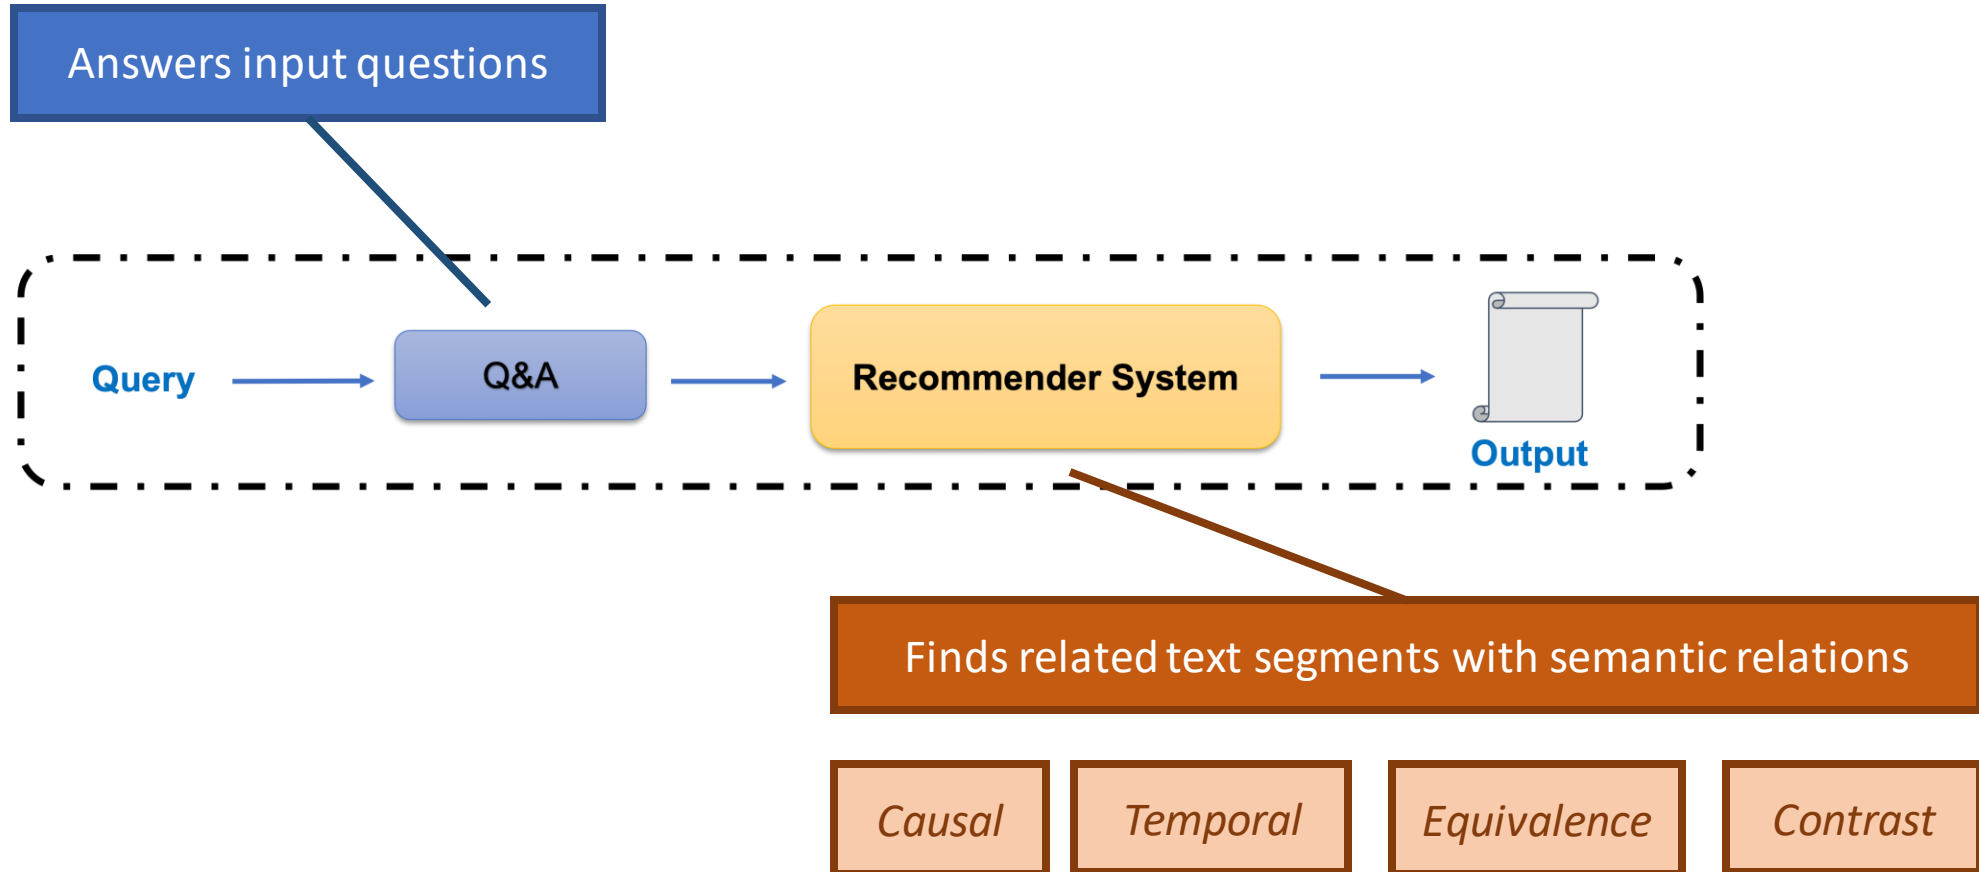 Answers input questions
Query
Q&A
Recommender System
Output
Finds related text segments with semantic relations
Causal
Temporal
Equivalence
Contrast